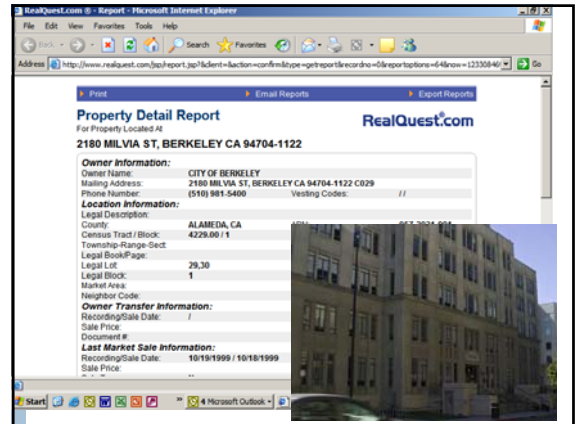 RealQuest.com ® - Report - Microsoft Internet Explorer
File Edit View Favorites Tools Help
Back Search Favorites
Address http://www.realquest.com/jsp/report.jsp?&client=&action=confirm&type=getreport&recordno=0&reportoptions=64&now=12330846 Go
Print Email Reports Export Reports
Property Detail Report
For Property Located At
RealQuest.com
2180 MILVIA ST, BERKELEY CA 94704-1122
Owner Information:
Owner Name: CITY OF BERKELEY
Mailing Address: 2180 MILVIA ST, BERKELEY CA 94704-1122 C029
Phone Number: (510) 981-5400 Vesting Codes: / /
Location Information:
Legal Description:
County: ALAMEDA, CA
Census Tract / Block: 4229.00 / 1
Township-Range-Sect:
Legal Book/Page:
Legal Lot: 29,30
Legal Block: 1
Market Area:
Neighbor Code:
Owner Transfer Information:
Recording/Sale Date: /
Sale Price:
Document #:
Last Market Sale Information:
Recording/Sale Date: 10/19/1999 / 10/18/1999
Sale Price:
Start 4 Microsoft Outlook